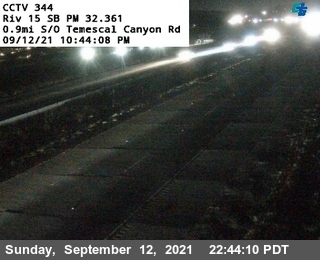 CCTV 344
Riv 15 SB PM 32.361
0.9mi S/O Temescal Canyon Rd
09/12/21 10:44:08 PM
Sunday, September 12, 2021 22:44:10 PDT